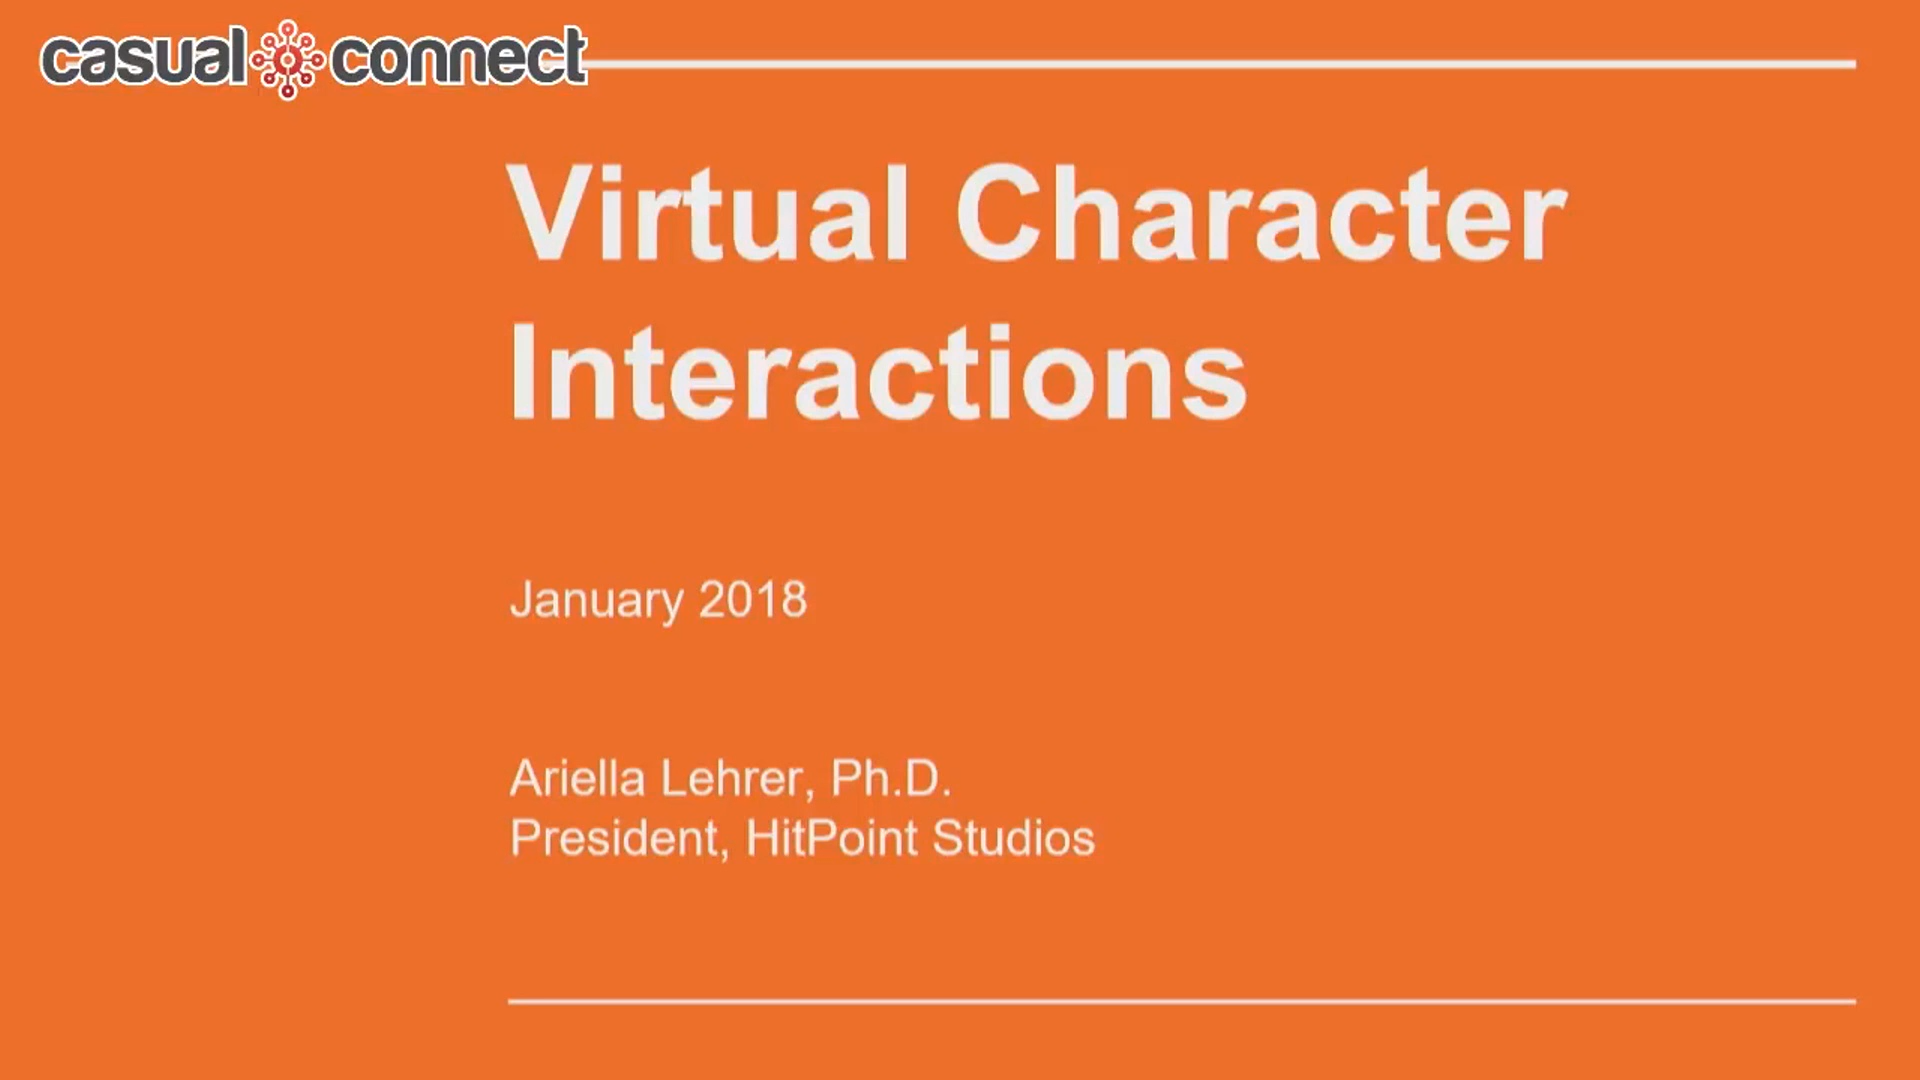 casual connect
Virtual Character
Interactions
January 2018
Ariella Lehrer, Ph.D.
President, HitPoint Studios